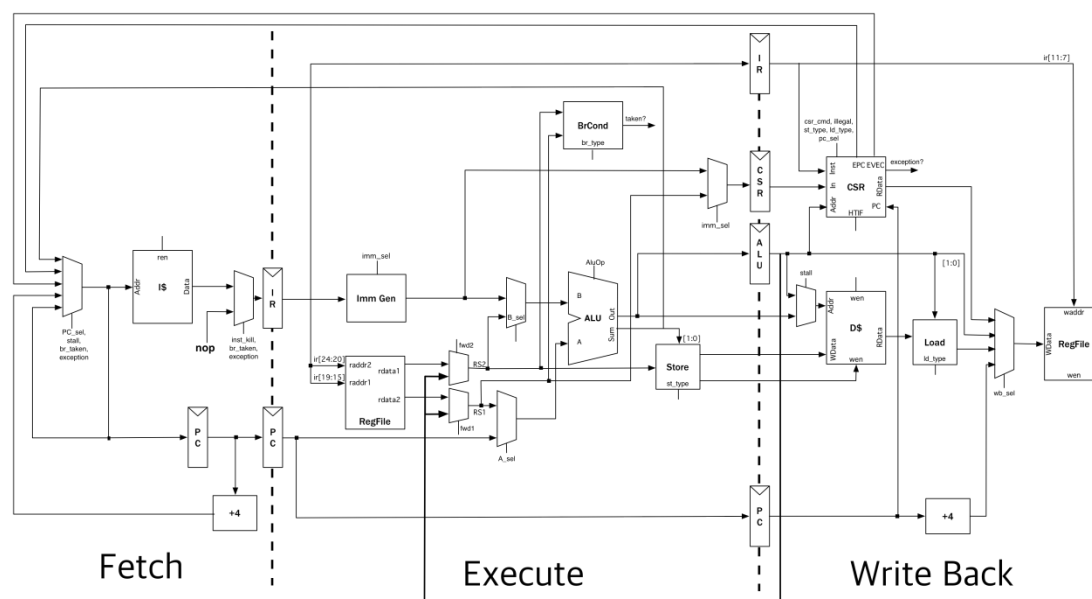 I
R
ir[11:7]
BrCond
taken?
br_type
csr_cmd, illegal,
st_type, ld_type,
pc_sel
EPC EVEC
exception?
Inst
In
Addr
CSR
RData
PC
HTIF
C
S
R
imm_sel
A
L
U
ren
Addr
I$
Data
PC_sel,
stall,
br_taken,
exception
nop
inst_kill,
br_taken,
exception
I
R
imm_sel
Imm Gen
B_sel
AluOp
B
ALU
A
Out
Sum
[1:0]
stall
wen
Addr
D$
WData
RData
wen
[1:0]
Load
ld_type
wb_sel
waddr
WData
RegFile
wen
ir[24:20]
ir[19:15]
raddr2
raddr1
rdata1
rdata2
RegFile
fwd2
RS2
RS1
fwd1
A_sel
Store
st_type
P
C
P
C
+4
P
C
+4
Fetch
Execute
Write Back